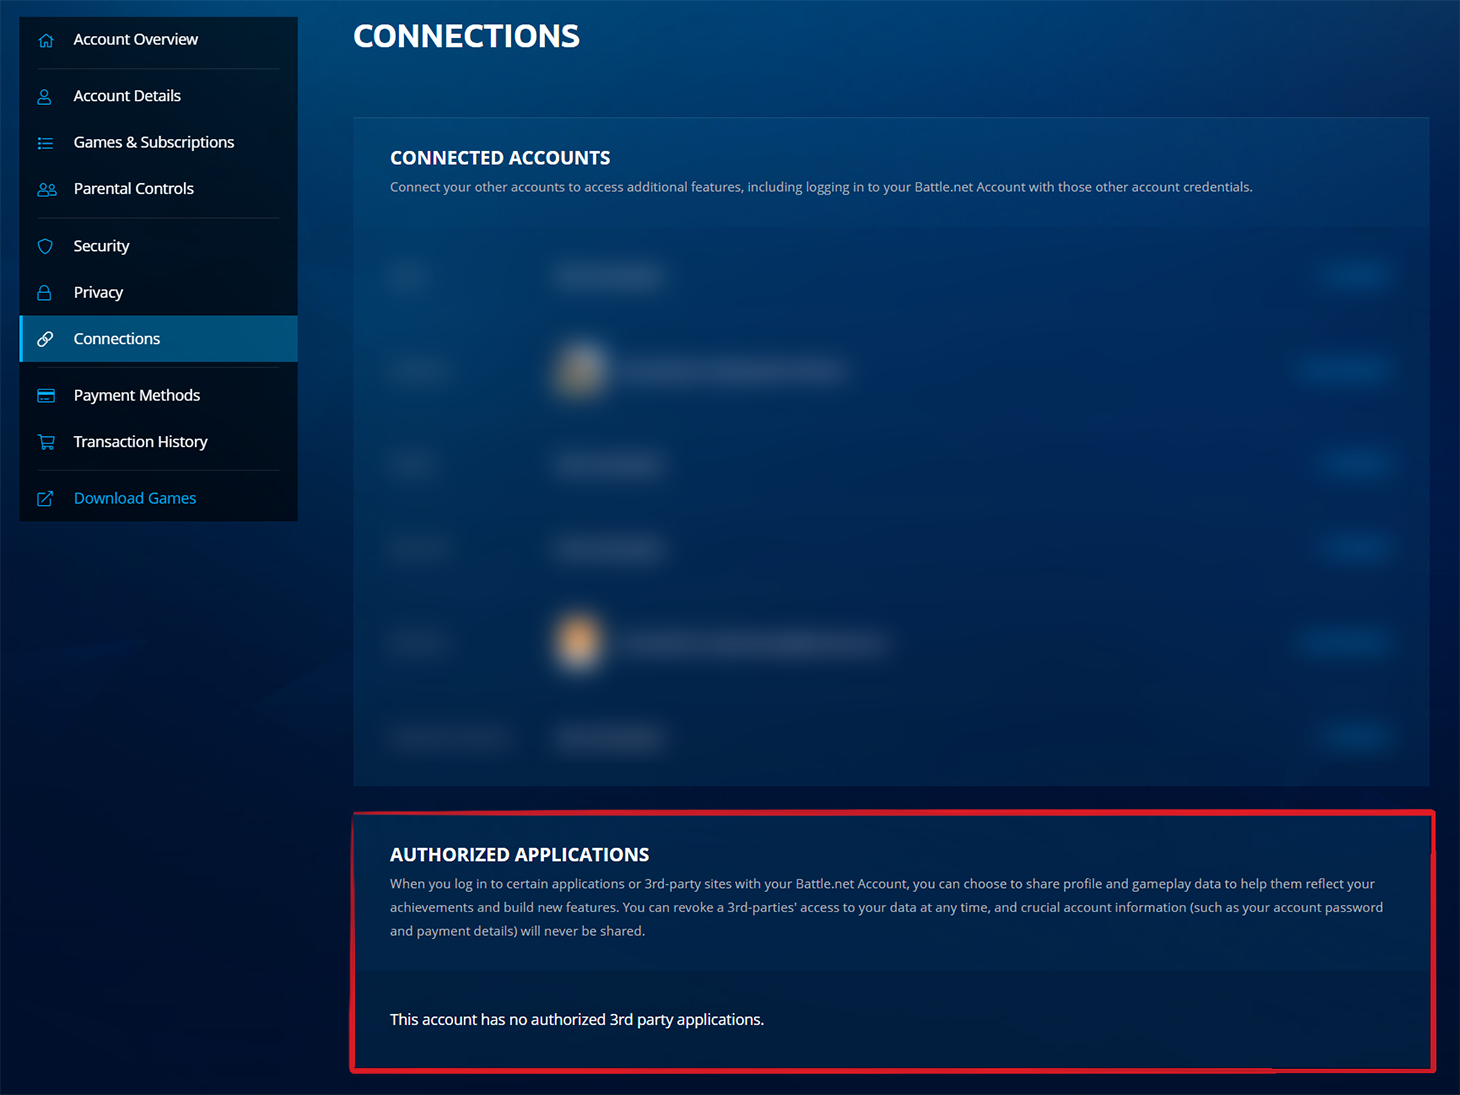 Account Overview
Account Details
Games & Subscriptions
Parental Controls
Security
Privacy
Connections
Payment Methods
Transaction History
Download Games
CONNECTIONS
CONNECTED ACCOUNTS
Connect your other accounts to access additional features, including logging in to your Battle.net Account with those other account credentials.
AUTHORIZED APPLICATIONS
When you log in to certain applications or 3rd-party sites with your Battle.net Account, you can choose to share profile and gameplay data to help them reflect your
achievements and build new features. You can revoke a 3rd-parties' access to your data at any time, and crucial account information (such as your account password
and payment details) will never be shared.
This account has no authorized 3rd party applications.